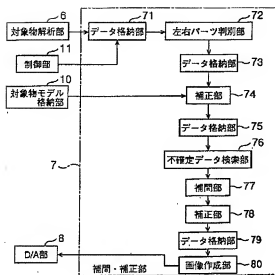 6
対象物解析部
11
制御部
10
対象物モデル
格納部
71
データ格納部
72
左右パーツ判別部
73
データ格納部
74
補正部
75
データ格納部
76
不確定データ検索部
77
補間部
78
補正部
79
データ格納部
80
画像作成部
7
8
D/A部
補間・補正部